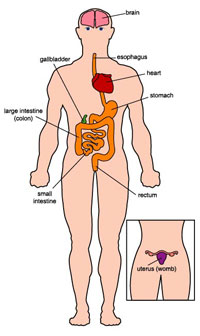 brain
esophagus
gallbladder
heart
stomach
large intestine
(colon)
small
intestine
rectum
uterus (womb)